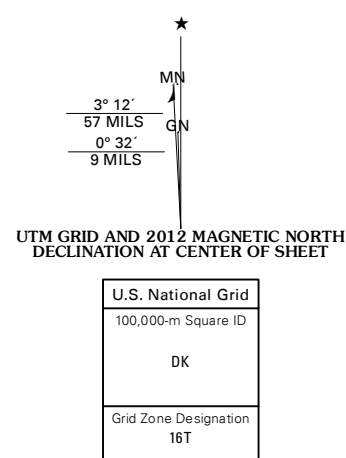 ★
MN
3° 12´
57 MILS
GN
0° 32´
9 MILS
UTM GRID AND 2012 MAGNETIC NORTH
DECLINATION AT CENTER OF SHEET
U.S. National Grid
100,000-m Square ID
DK
Grid Zone Designation
16T